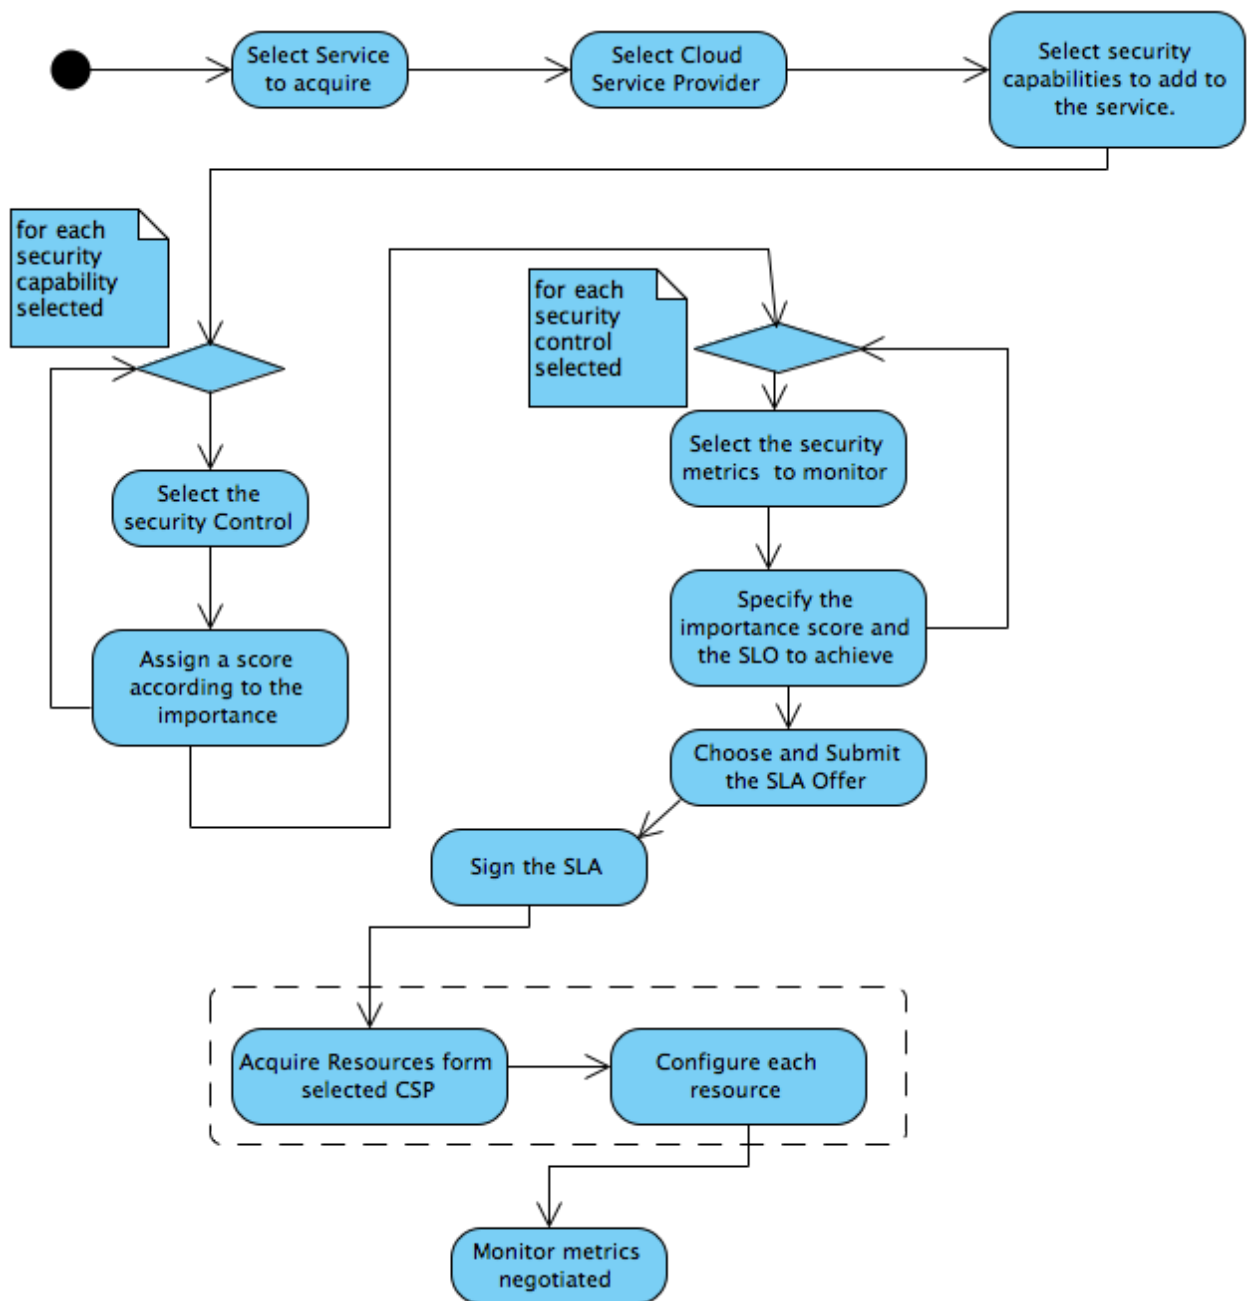 Select Service
to acquire
Select Cloud
Service Provider
Select security
capabilities to add to
the service.
for each
security
capability
selected
for each
security
control
selected
Select the security
metrics  to monitor
Select the
security Control
Specify the
importance score and
the SLO to achieve
Assign a score
according to the
importance
Choose and Submit
the SLA Offer
Sign the SLA
Acquire Resources form
selected CSP
Configure each
resource
Monitor metrics
negotiated